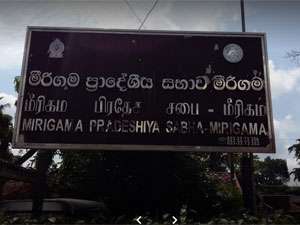 මීරිගම ප්‍රාදේශීය සභාව මීරිගම
மீரிகம பிரதேச சபை - மீரிகம
MIRIGAMA PRADESHIYA SABHA-MIRIGAMA